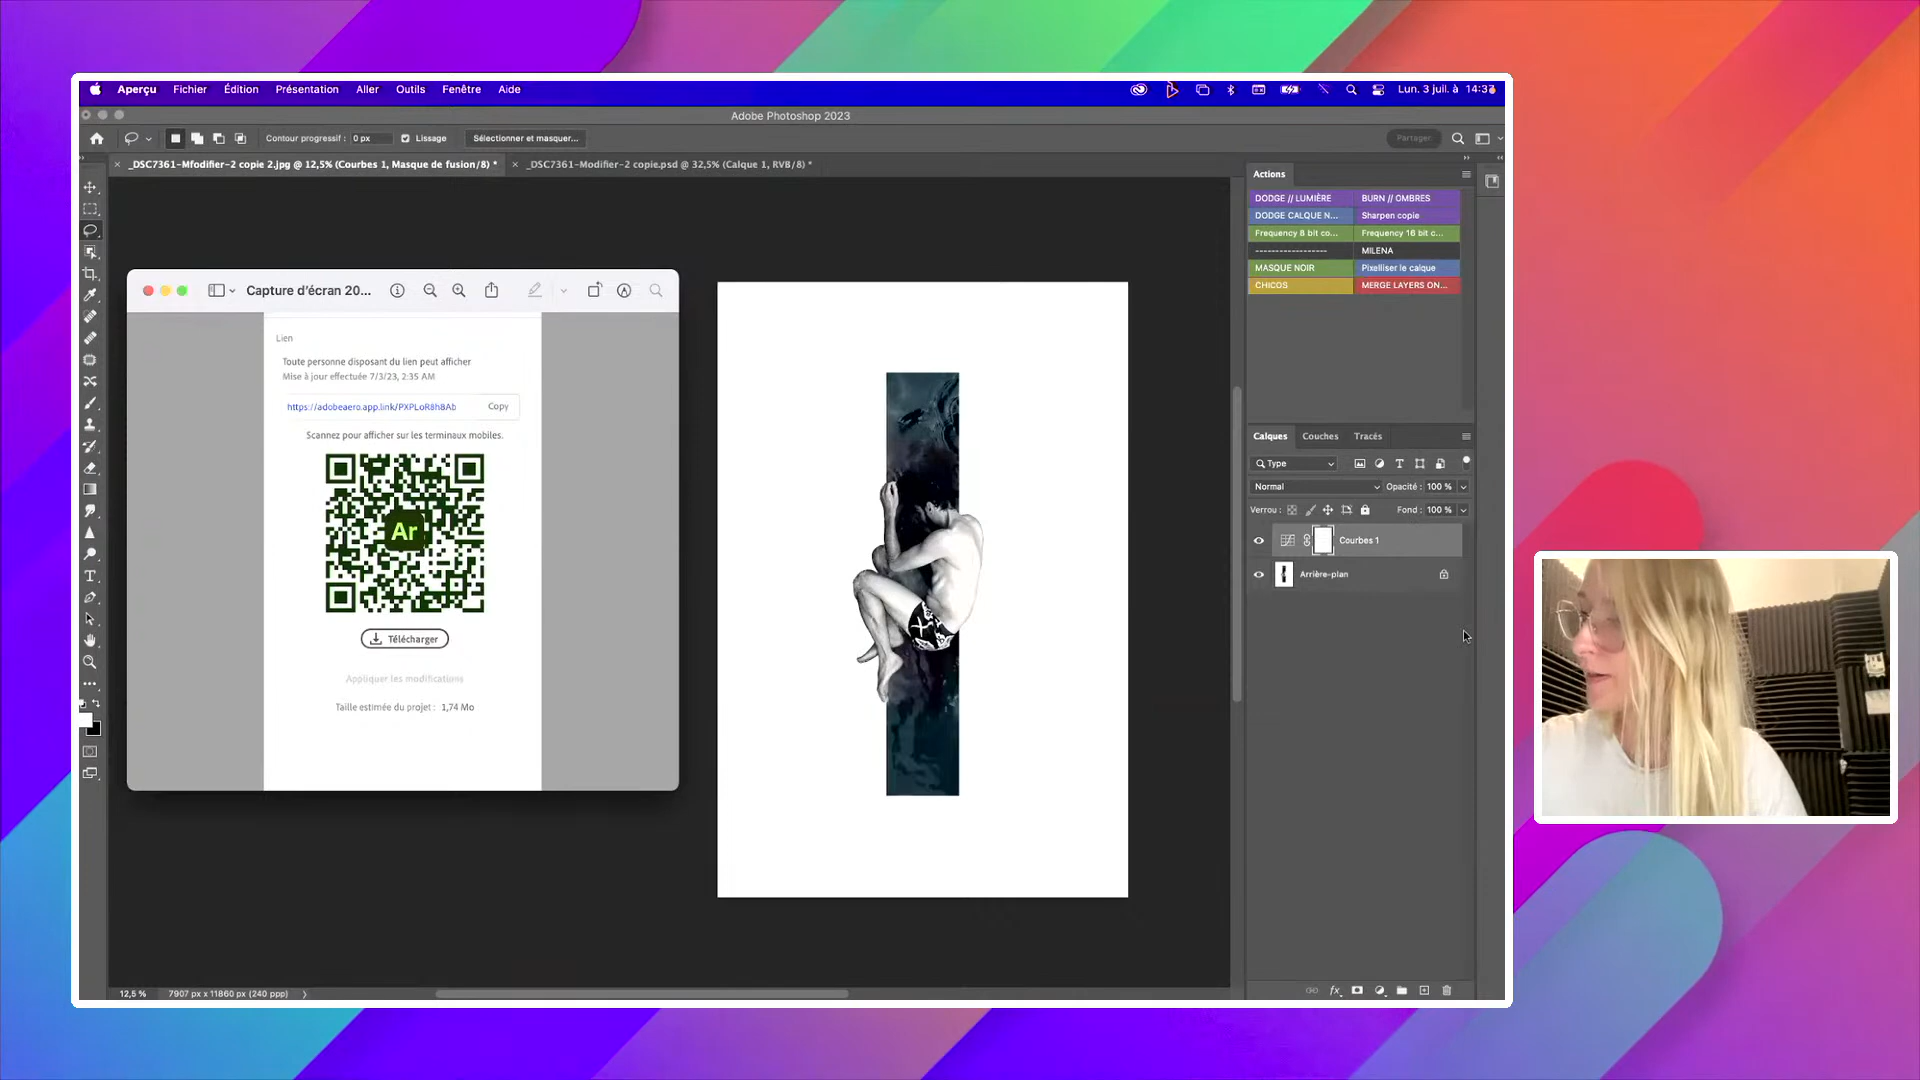 Aperçu Fichier Édition Présentation Aller Outils Fenêtre Aide Lun. 3 juil. à
Adobe Photoshop 2023
Contour progressif : 0 px Lissage Sélectionner et masquer... Partager
_DSC7361-Mfodifier-2 copie 2.jpg @ 12,5% (Courbes 1, Masque de fusion/8) * _DSC7361-Modifier-2 copie.psd @ 32,5% (Calque 1, RVB/8) *
Actions
DODGE // LUMIÈRE BURN // OMBRES
DODGE CALQUE N... Sharpen copie
Frequency 8 bit co... Frequency 16 bit c...
------------------ MILENA
MASQUE NOIR Pixelliser le calque
CHICOS MERGE LAYERS ON...
Capture d'écran 20...
Lien
Toute personne disposant du lien peut afficher
Mise à jour effectuée 7/3/23, 2:35 AM
Copy
Scannez pour afficher sur les terminaux mobiles.
Ar
Télécharger
Appliquer les modifications
Taille estimée du projet : 1,74 Mo
Calques Couches Tracés
Type
Normal Opacité : 100 %
Verrou : Fond : 100 %
Courbes 1
Arrière-plan
fx
12,5 % 7907 px x 11860 px (240 ppp)